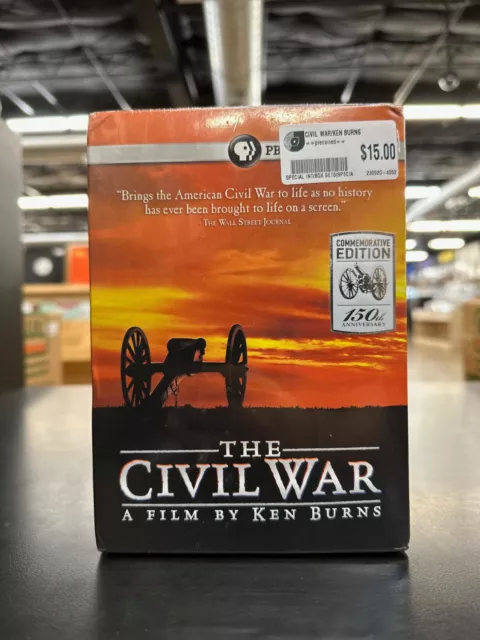 PB
CIVIL WAR/KEN BURNS
$15.00
"Brings the American Civil War to life as no history
has ever been brought to life on a screen."
-The Wall Street Journal
COMMEMORATIVE
EDITION
150th
ANNIVERSARY
THE
CIVIL WAR
A FILM BY KEN BURNS